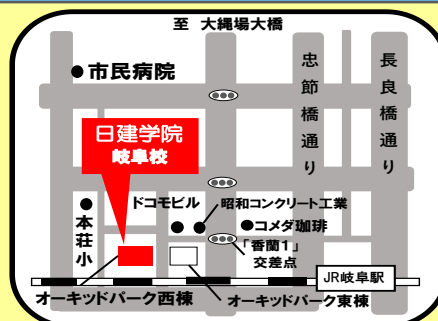 至 大縄場大橋
●市民病院
忠節橋通り
長良橋通り
日建学院
岐阜校
ドコモビル
昭和コンクリート工業
●本荘小
●コメダ珈琲
「香蘭1」
交差点
JR岐阜駅
オーキッドパーク西棟
オーキッドパーク東棟